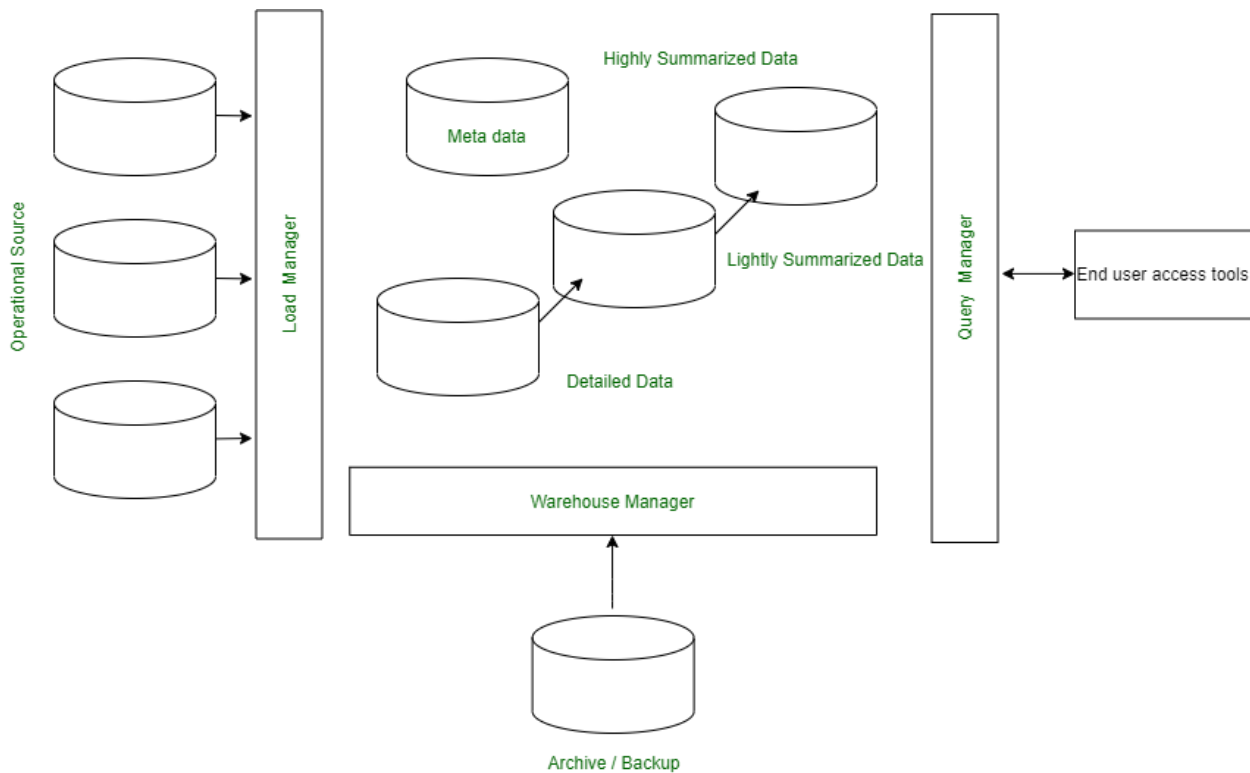 Operational Source
Load Manager
Highly Summarized Data
Meta data
Lightly Summarized Data
Detailed Data
Query Manager
End user access tools
Warehouse Manager
Archive / Backup